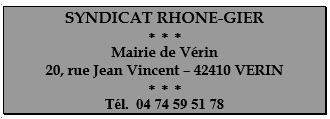 SYNDICAT RHONE-GIER
* * *
Mairie de Vérin
20, rue Jean Vincent – 42410 VERIN
* * *
Tél. 04 74 59 51 78